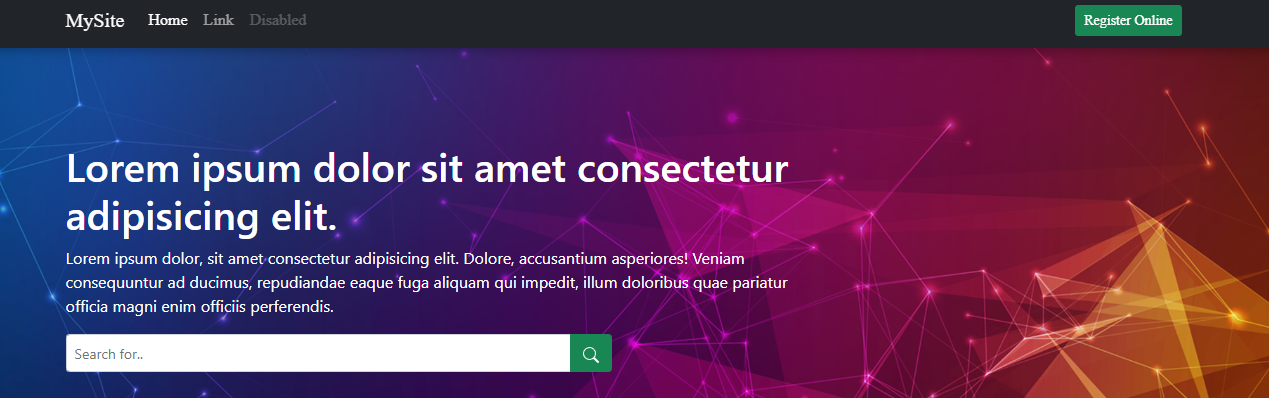 MySite Home Link Disabled Register Online
Lorem ipsum dolor sit amet consectetur
adipisicing elit.
Lorem ipsum dolor, sit amet consectetur adipisicing elit. Dolore, accusantium asperiores! Veniam
consequuntur ad ducimus, repudiandae eaque fuga aliquam qui impedit, illum doloribus quae pariatur
officia magni enim officiis perferendis.
Search for..